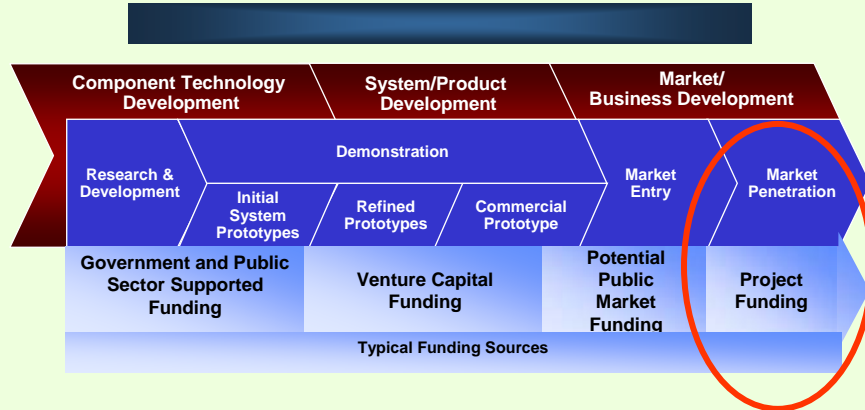 Component Technology
Development
System/Product
Development
Market/
Business Development
Research &
Development
Demonstration
Initial
System
Prototypes
Refined
Prototypes
Commercial
Prototype
Market
Entry
Market
Penetration
Government and Public
Sector Supported
Funding
Venture Capital
Funding
Potential
Public
Market
Funding
Project
Funding
Typical Funding Sources